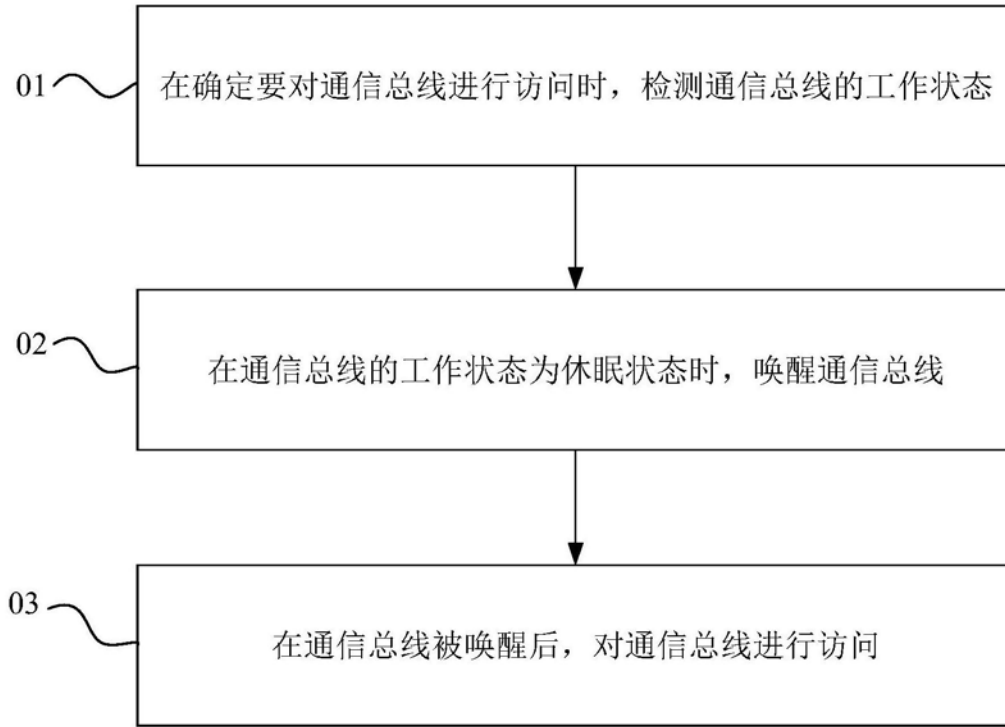 01
在确定要对通信总线进行访问时，检测通信总线的工作状态
02
在通信总线的工作状态为休眠状态时，唤醒通信总线
03
在通信总线被唤醒后，对通信总线进行访问